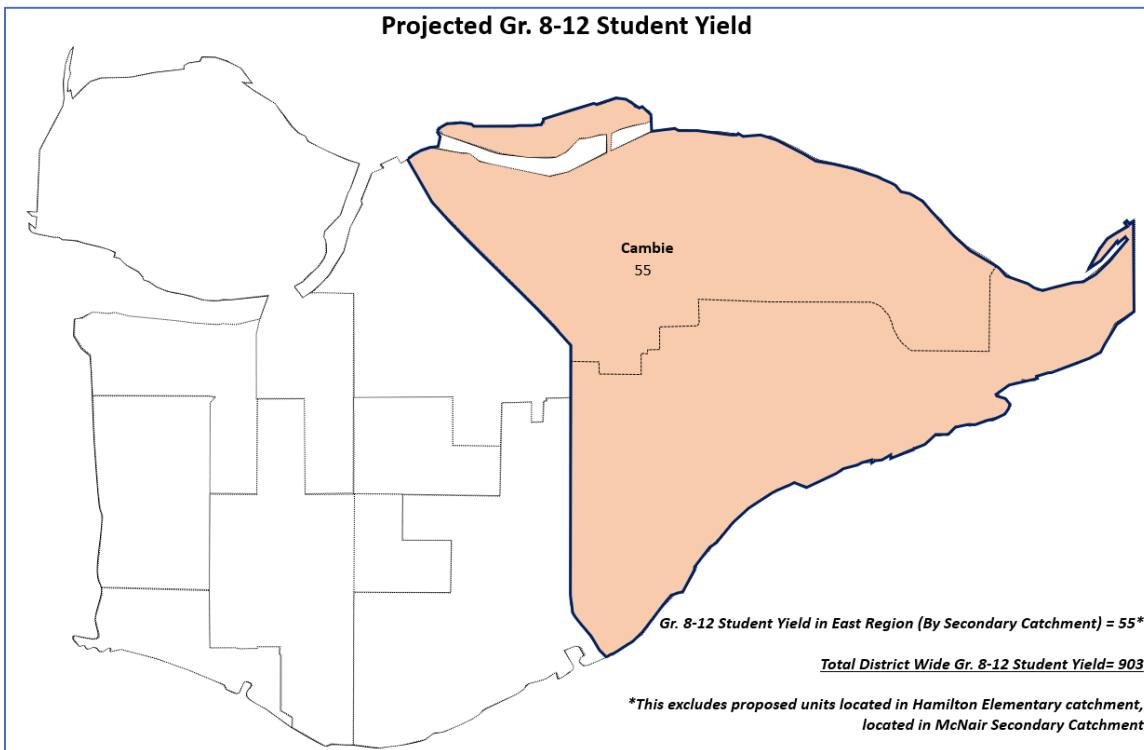 Projected Gr. 8-12 Student Yield
Cambie
55
Gr. 8-12 Student Yield in East Region (By Secondary Catchment) = 55*
Total District Wide Gr. 8-12 Student Yield= 903
*This excludes proposed units located in Hamilton Elementary catchment,
located in McNair Secondary Catchment